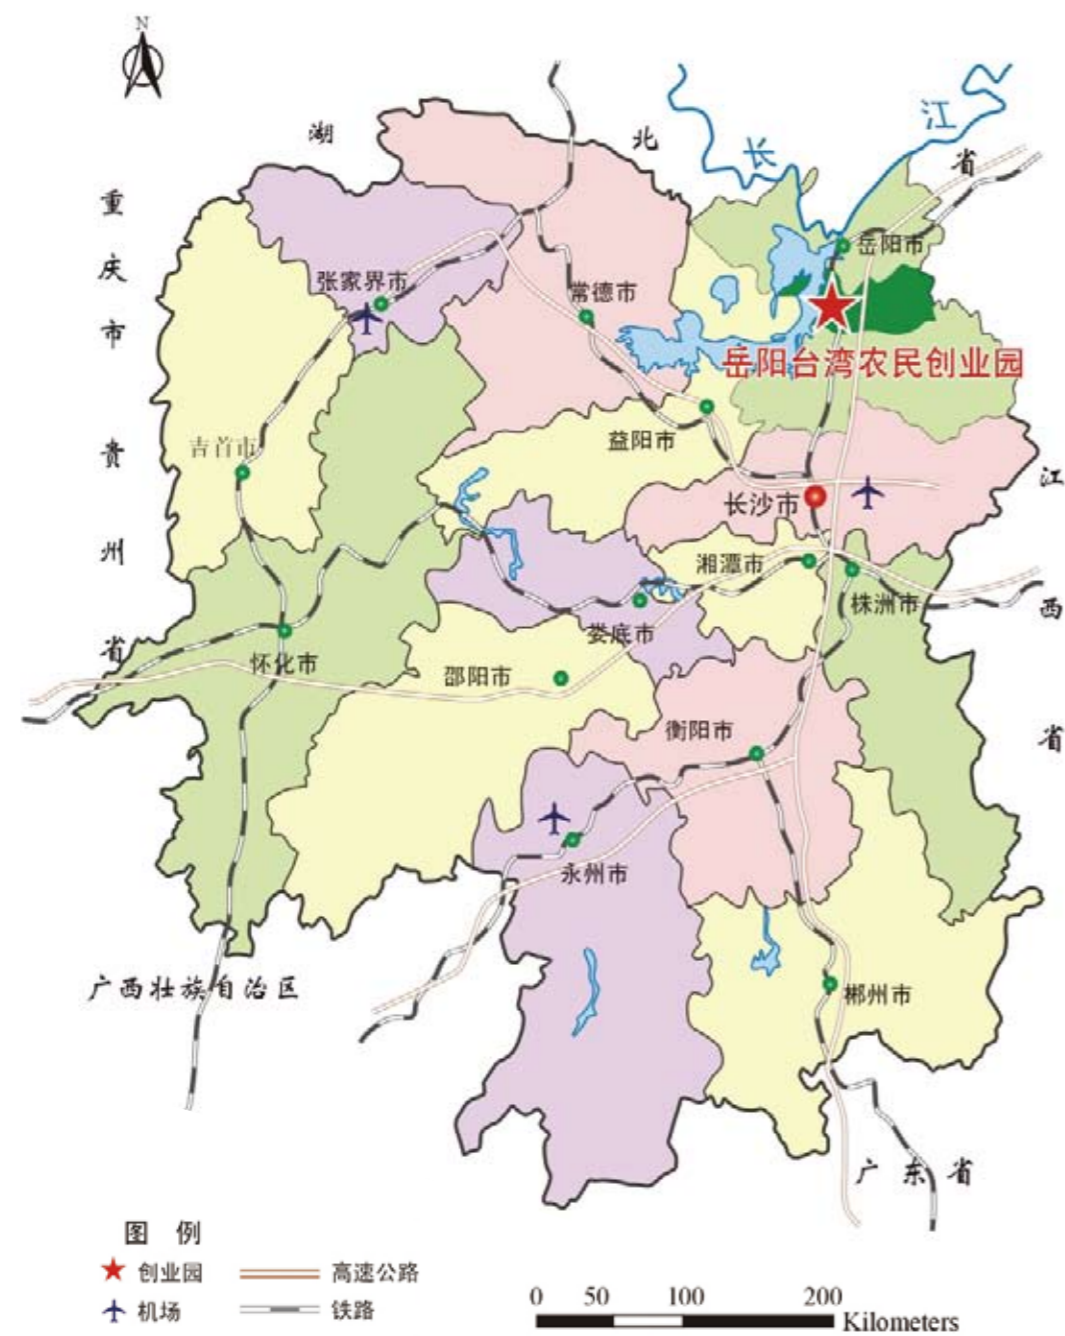 N
湖北省
长江
重庆市
岳阳市
张家界市
常德市
岳阳台湾农民创业园
益阳市
吉首市
贵州省
长沙市
江西省
湘潭市
株洲市
娄底市
怀化市
邵阳市
衡阳市
永州市
广西壮族自治区
郴州市
广东省
图 例
创业园
高速公路
机场
铁路
0 50 100 200
Kilometers